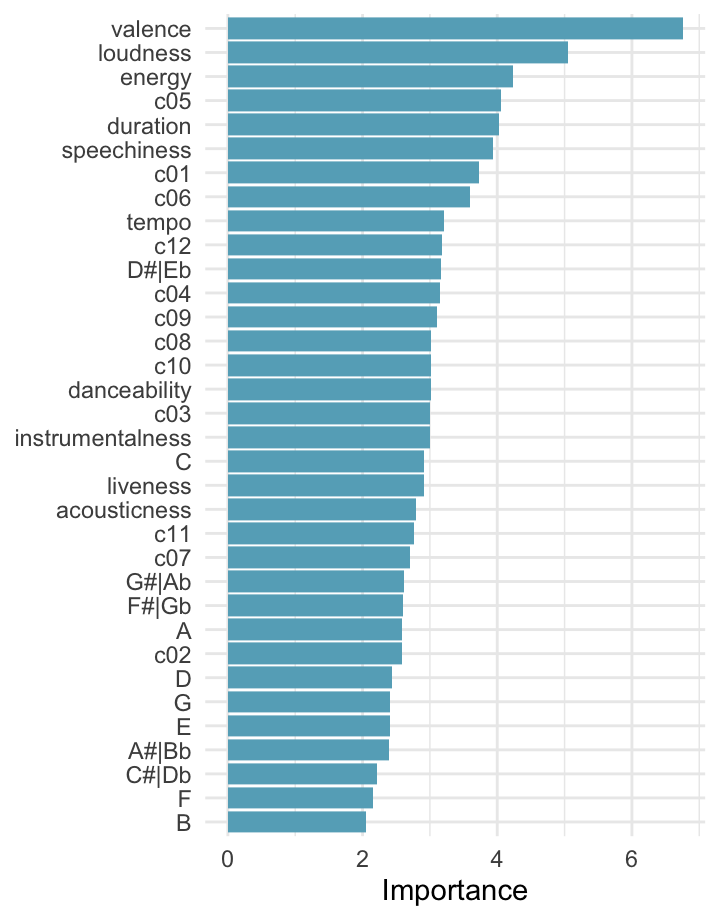 valence
loudness
energy
c05
duration
speechiness
c01
c06
tempo
c12
D#|Eb
c04
c09
c08
c10
danceability
c03
instrumentalness
C
liveness
acousticness
c11
c07
G#|Ab
F#|Gb
A
c02
D
G
E
A#|Bb
C#|Db
F
B
0 2 4 6
Importance